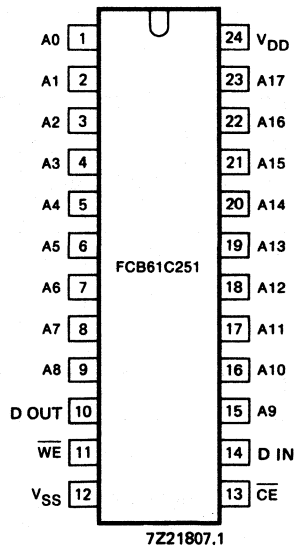 A0 1 24 VDD
A1 2 23 A17
A2 3 22 A16
A3 4 21 A15
A4 5 20 A14
A5 6 19 A13
FCB61C251
A6 7 18 A12
A7 8 17 A11
A8 9 16 A10
D OUT 10 15 A9
W̅E̅ 11 14 D IN
VSS 12 13 C̅E̅
7Z21807.1